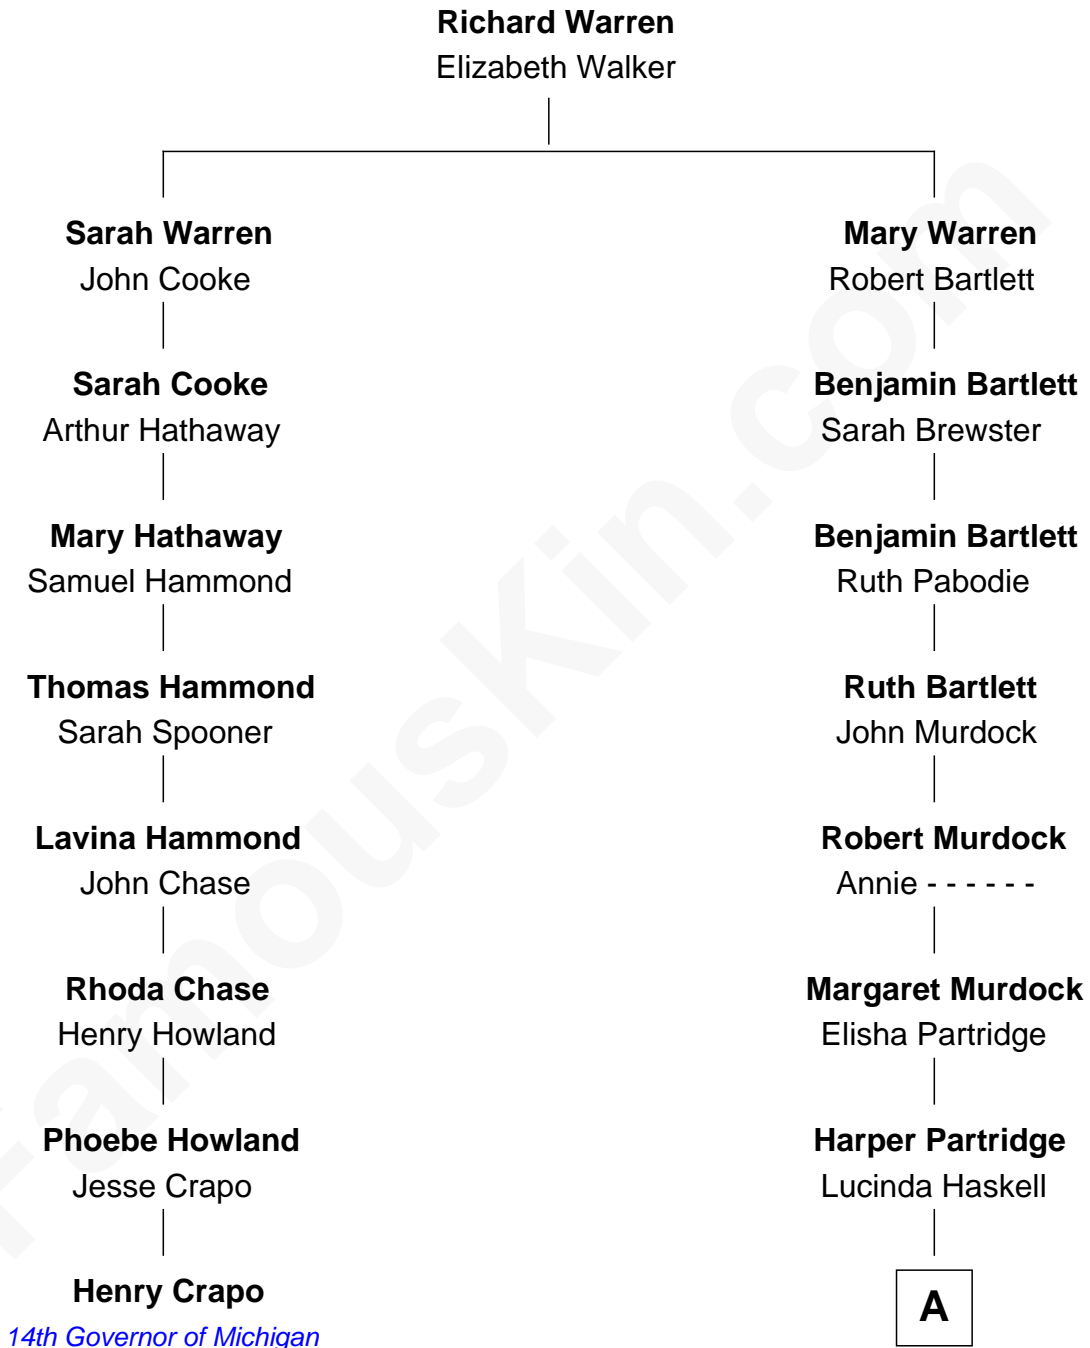 Richard Warren
Elizabeth Walker
Sarah Warren
John Cooke
Mary Warren
Robert Bartlett
Sarah Cooke
Arthur Hathaway
Benjamin Bartlett
Sarah Brewster
Mary Hathaway
Samuel Hammond
Benjamin Bartlett
Ruth Pabodie
Thomas Hammond
Sarah Spooner
Ruth Bartlett
John Murdock
Lavina Hammond
John Chase
Robert Murdock
Annie - - - - - -
Rhoda Chase
Henry Howland
Margaret Murdock
Elisha Partridge
Phoebe Howland
Jesse Crapo
Harper Partridge
Lucinda Haskell
Henry Crapo
14th Governor of Michigan
A
FamousKin.com